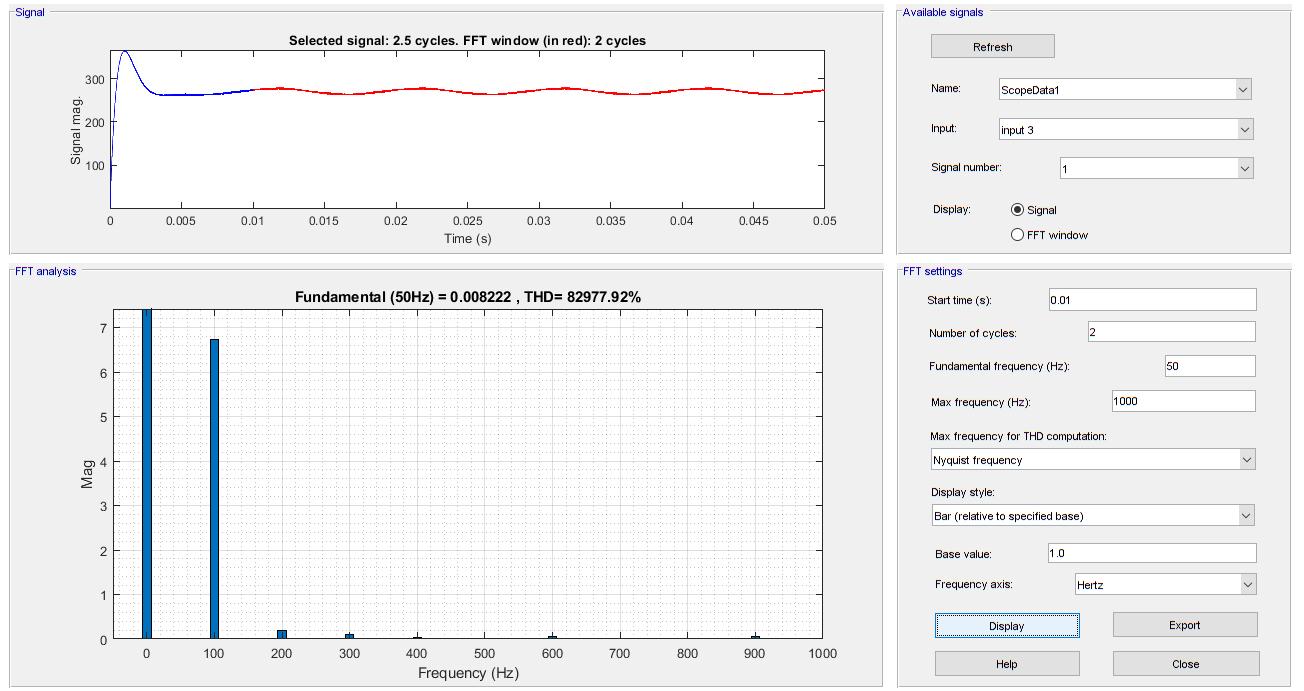 Signal
Selected signal: 2.5 cycles. FFT window (in red): 2 cycles
Signal mag.
300
200
100
0 0.005 0.01 0.015 0.02 0.025 0.03 0.035 0.04 0.045 0.05
Time (s)
FFT analysis
Fundamental (50Hz) = 0.008222 , THD= 82977.92%
Mag
7
6
5
4
3
2
1
0
0 100 200 300 400 500 600 700 800 900 1000
Frequency (Hz)
Available signals
Refresh
Name: ScopeData1
Input: input 3
Signal number: 1
Display: Signal
FFT window
FFT settings
Start time (s): 0.01
Number of cycles: 2
Fundamental frequency (Hz): 50
Max frequency (Hz): 1000
Max frequency for THD computation:
Nyquist frequency
Display style:
Bar (relative to specified base)
Base value: 1.0
Frequency axis: Hertz
Display Export
Help Close